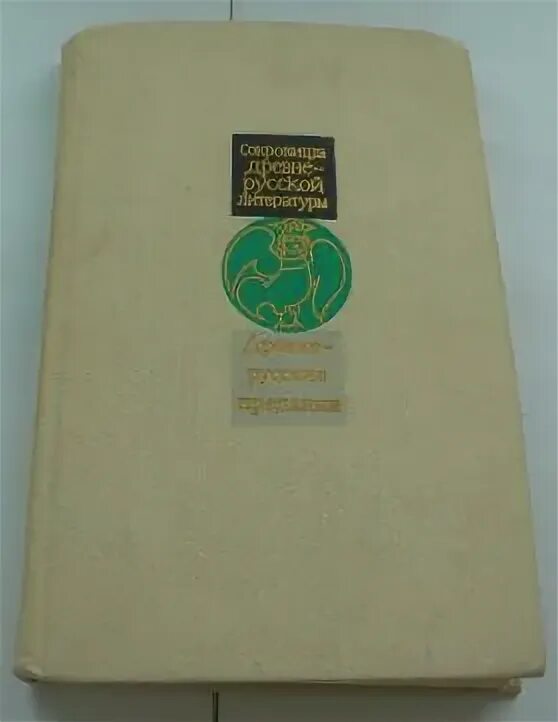 Сокровища
древне-
русской
литературы
Древне-
русские
предания